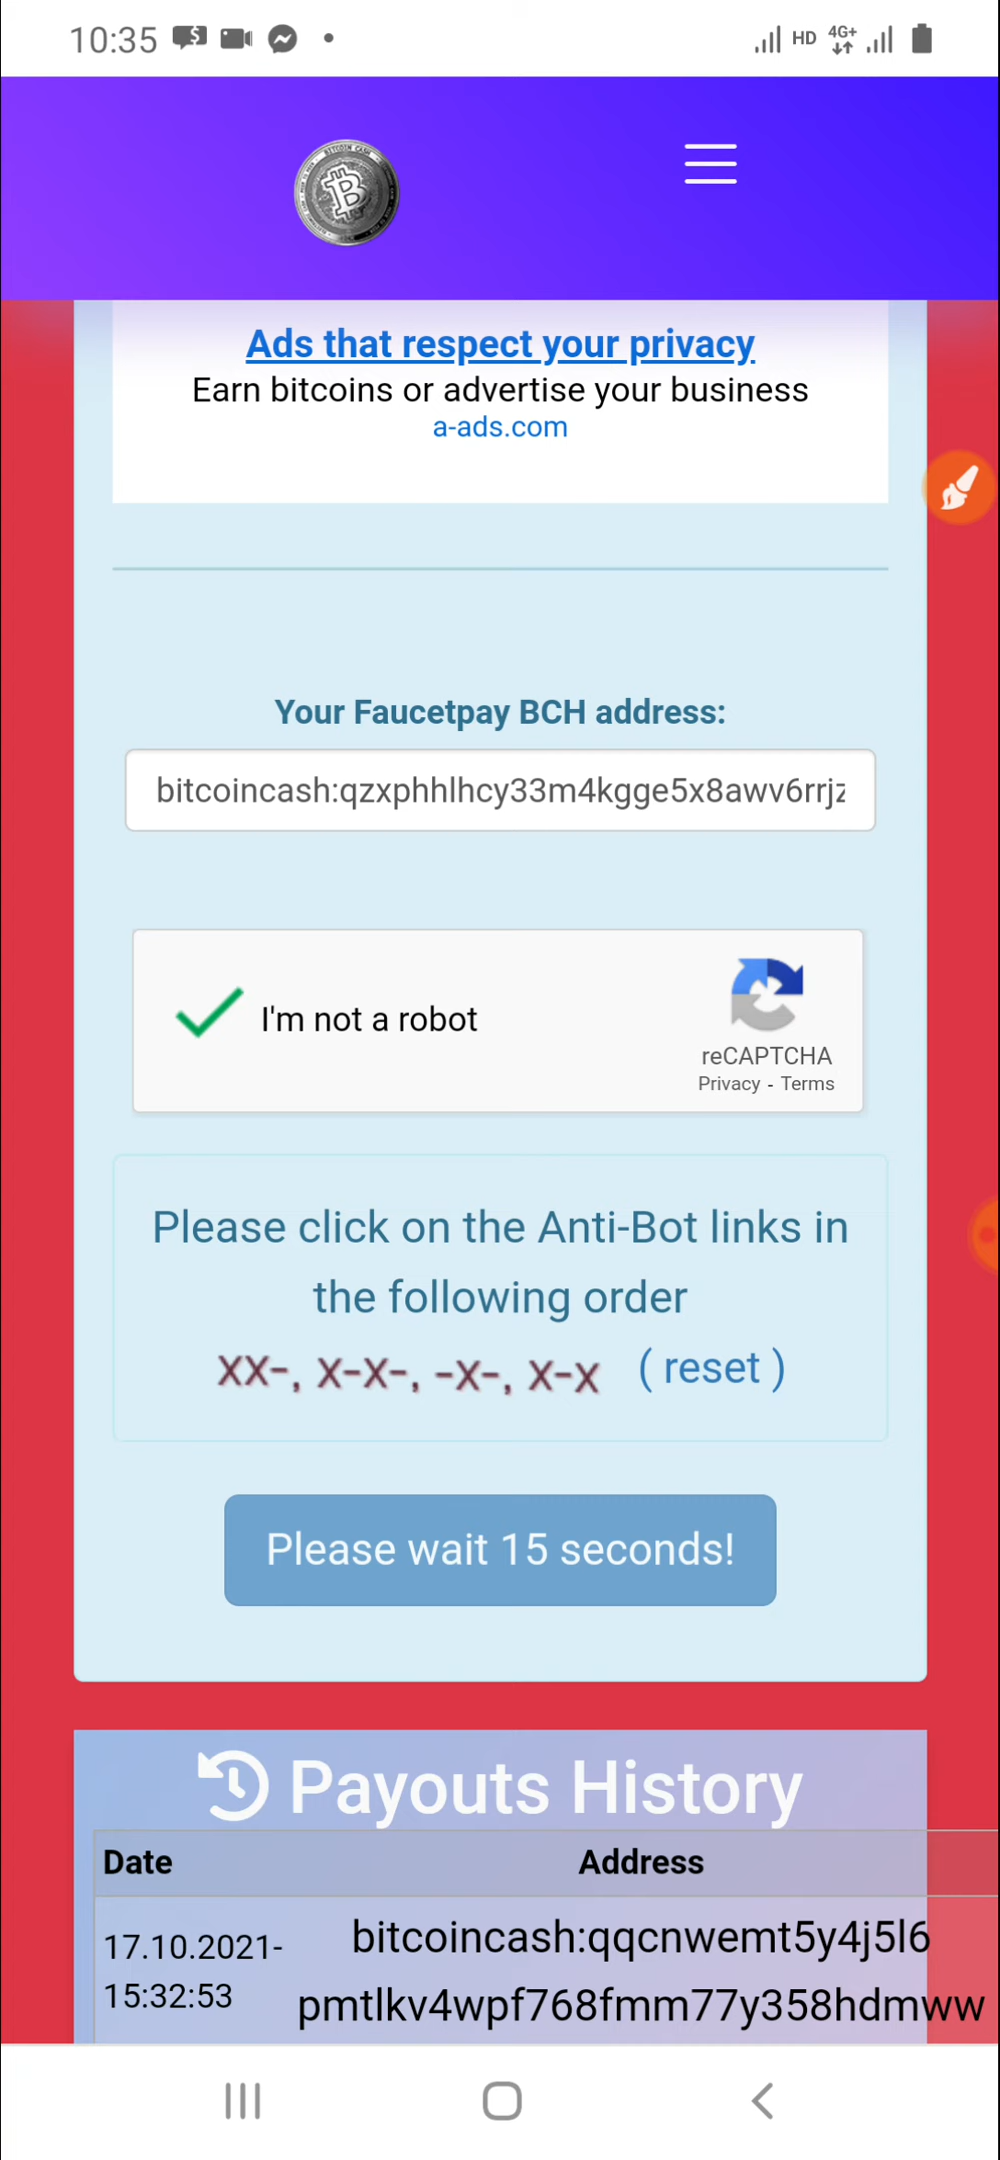 10:35 HD 4G+
Ads that respect your privacy
Earn bitcoins or advertise your business
a-ads.com
Your Faucetpay BCH address:
bitcoincash:qzxphhlhcy33m4kgge5x8awv6rrjz
I'm not a robot
reCAPTCHA
Privacy - Terms
Please click on the Anti-Bot links in
the following order
XX-, X-X-, -X-, X-X ( reset )
Please wait 15 seconds!
Payouts History
Date Address
17.10.2021-
15:32:53
bitcoincash:qqcnwemt5y4j5l6
pmtlkv4wpf768fmm77y358hdmww